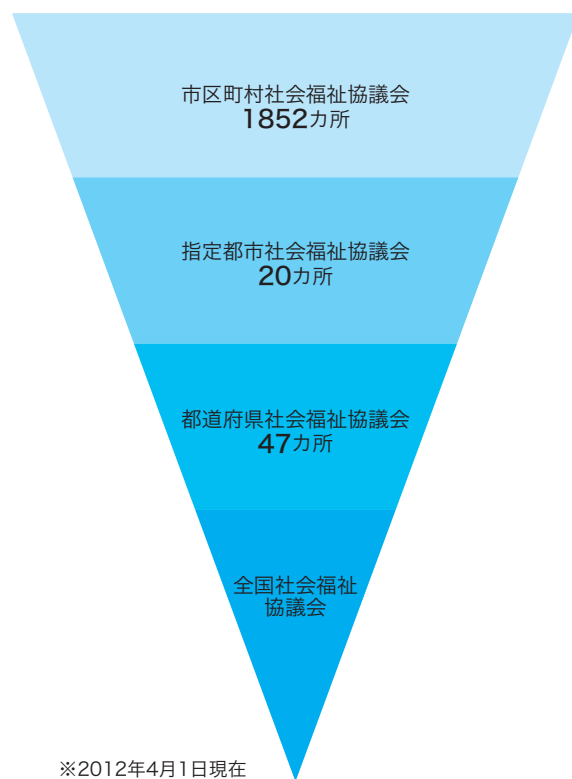 市区町村社会福祉協議会
1852カ所
指定都市社会福祉協議会
20カ所
都道府県社会福祉協議会
47カ所
全国社会福祉
協議会
※2012年4月1日現在